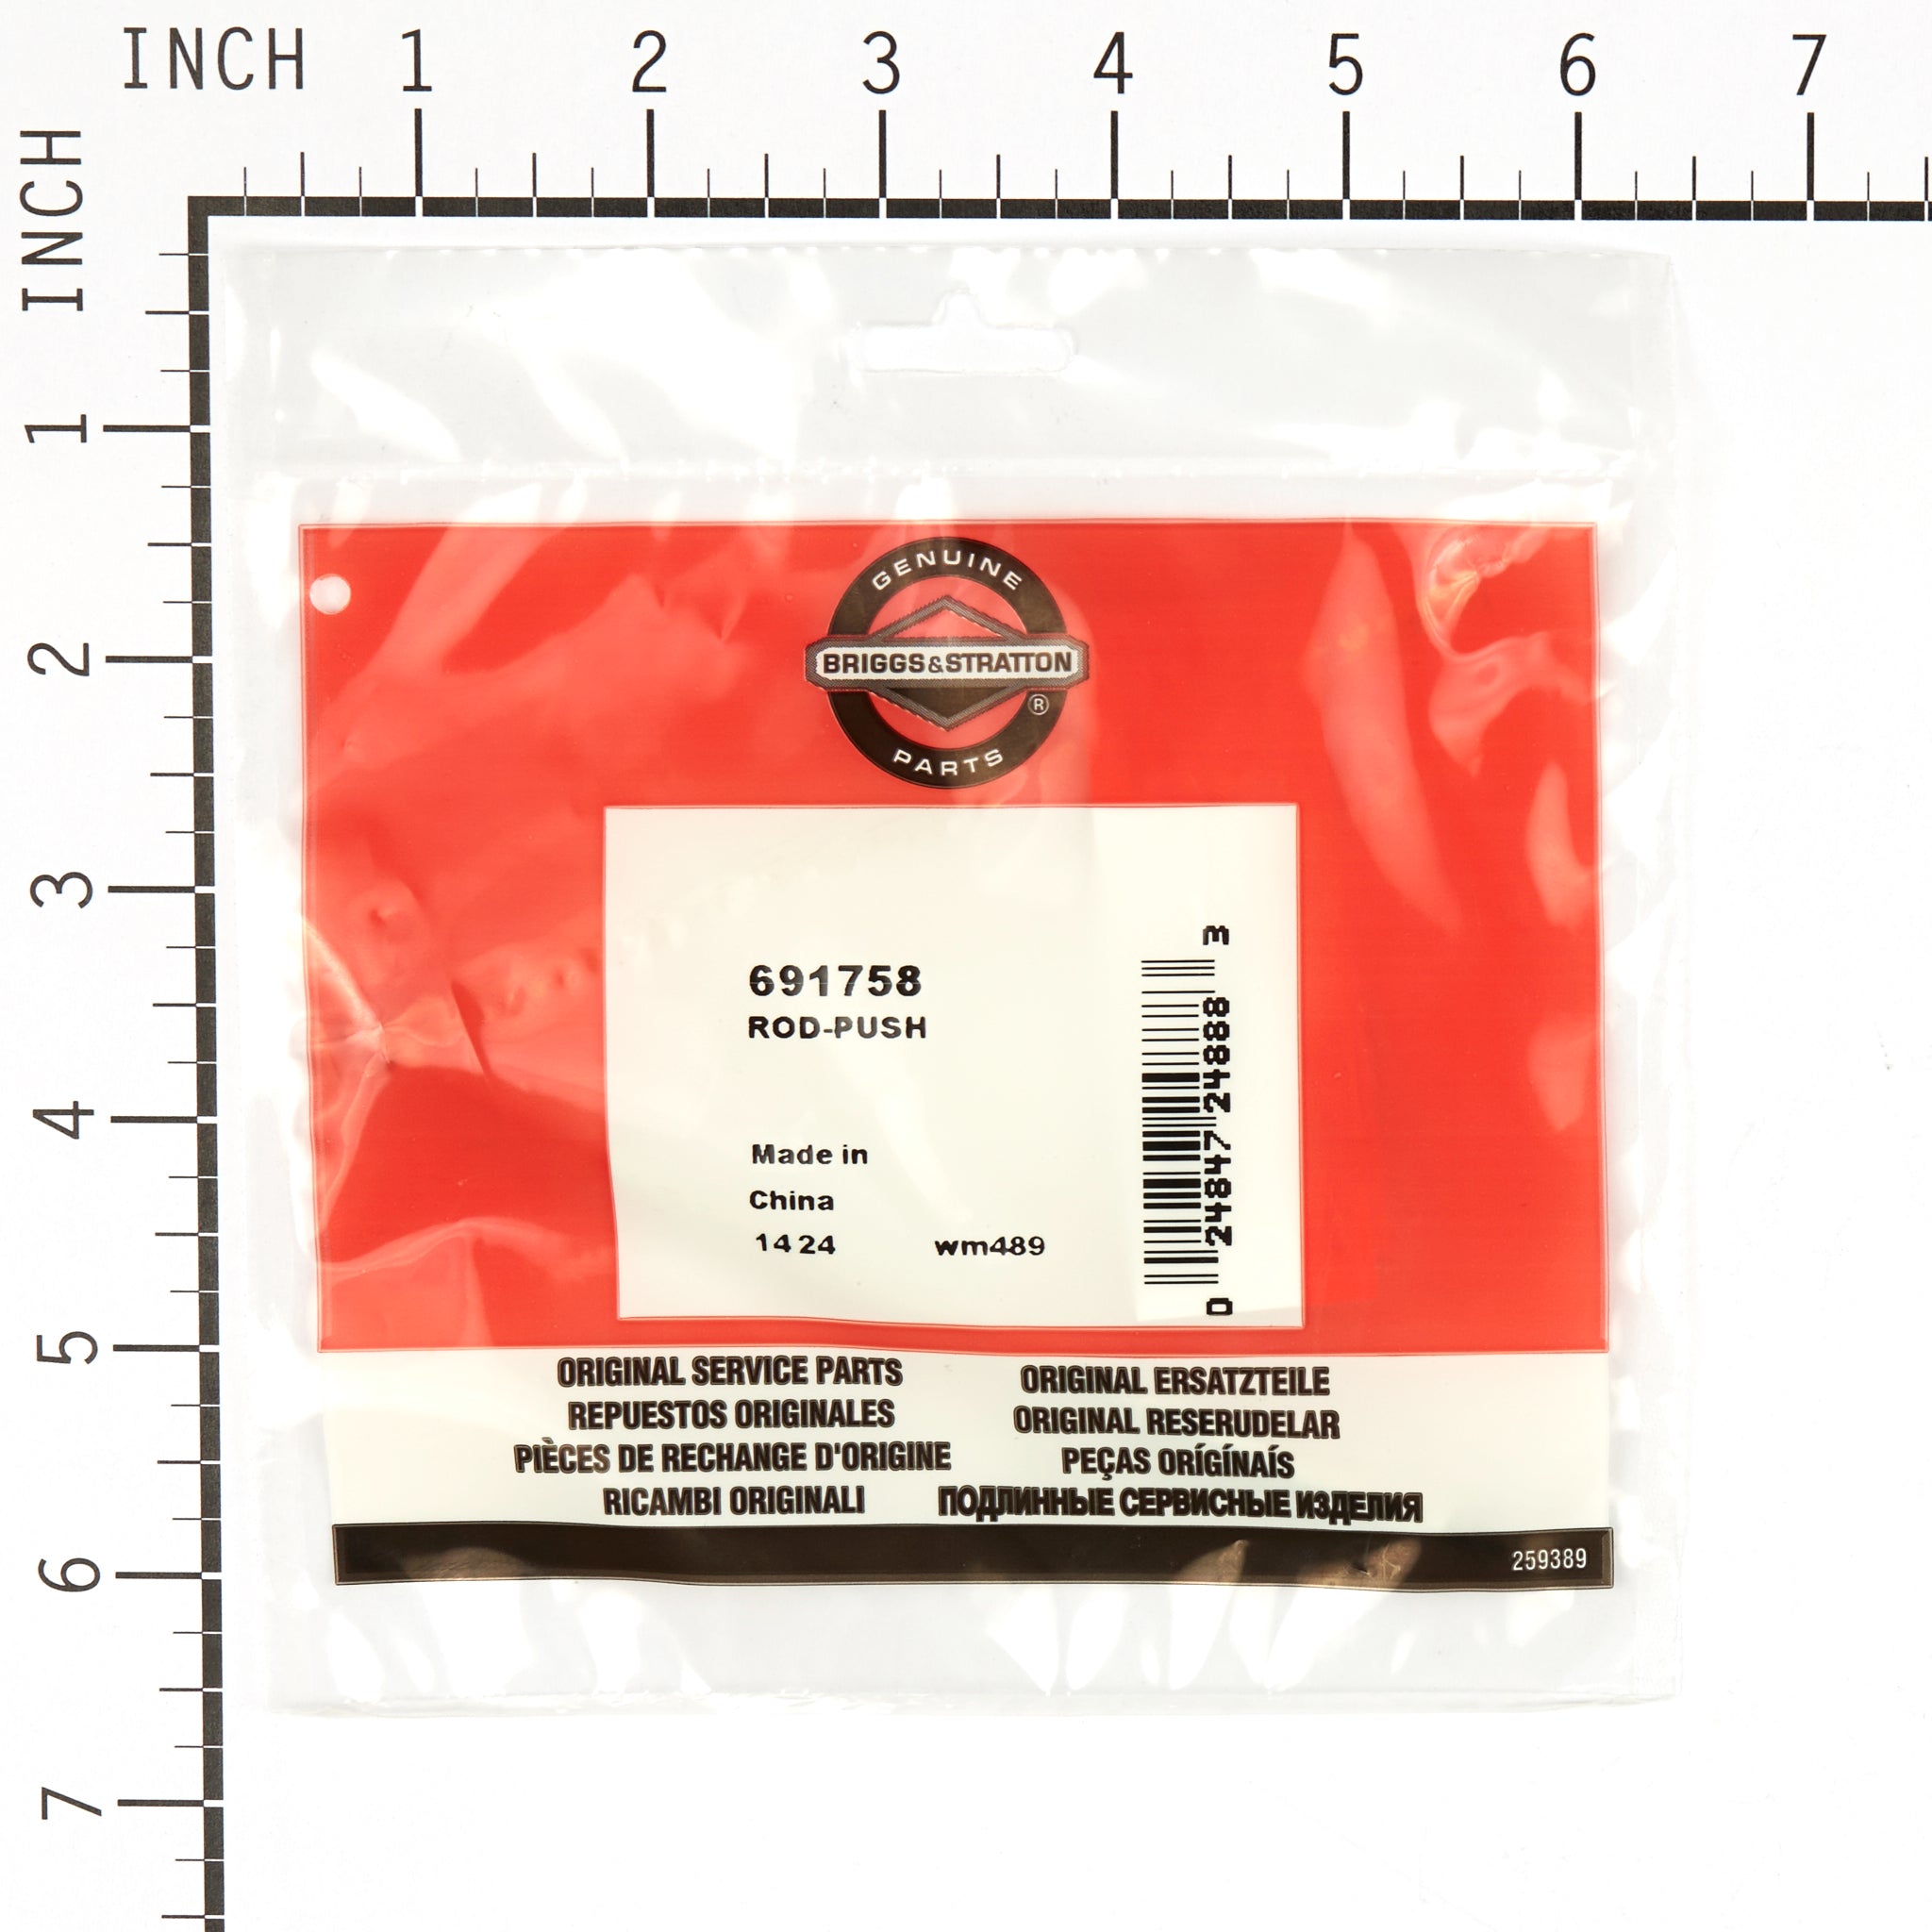 INCH 1 2 3 4 5 6 7
INCH
1
2
3
4
5
6
7
GENUINE
BRIGGS&STRATTON
®
PARTS
691758
ROD-PUSH
Made in
China
1424 wm489
0 24847 24888 3
ORIGINAL SERVICE PARTS
REPUESTOS ORIGINALES
PIÈCES DE RECHANGE D'ORIGINE
RICAMBI ORIGINALI
ORIGINAL ERSATZTEILE
ORIGINAL RESERUDELAR
PEÇAS ORÍGÍNAÍS
ПОДЛИННЫЕ СЕРВИСНЫЕ ИЗДЕЛИЯ
259389